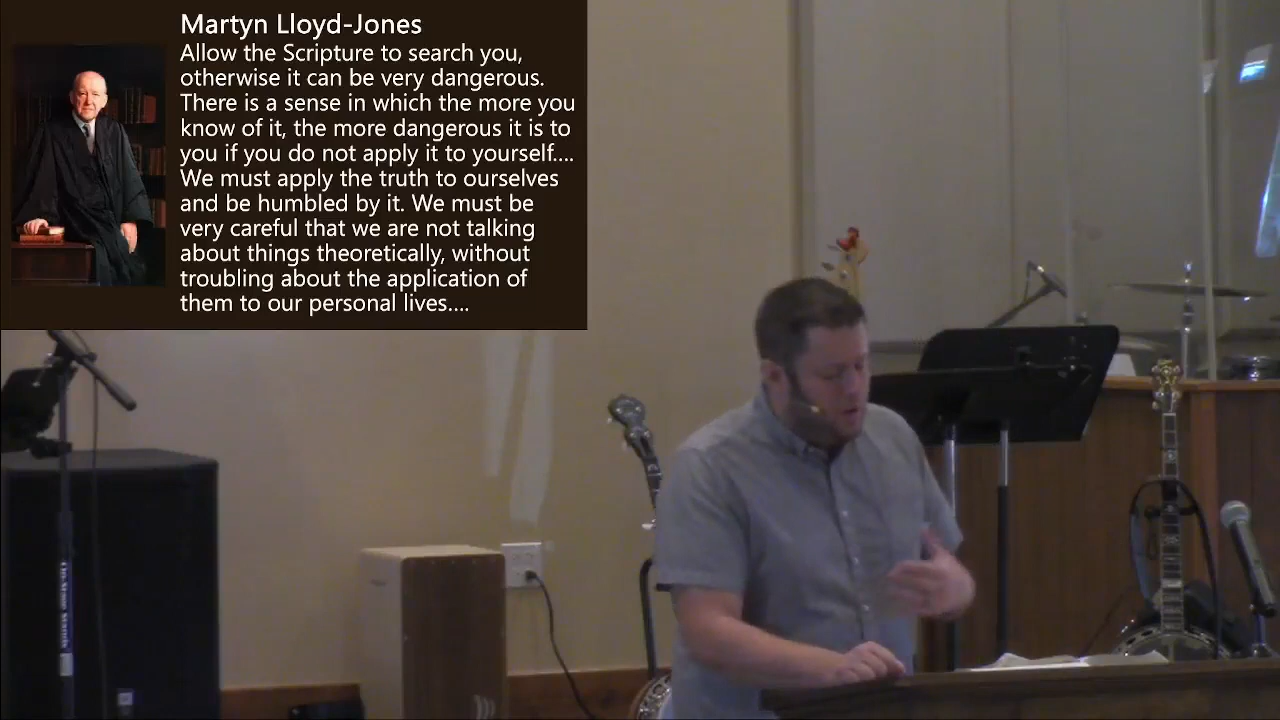 Martyn Lloyd-Jones
Allow the Scripture to search you,
otherwise it can be very dangerous.
There is a sense in which the more you
know of it, the more dangerous it is to
you if you do not apply it to yourself....
We must apply the truth to ourselves
and be humbled by it. We must be
very careful that we are not talking
about things theoretically, without
troubling about the application of
them to our personal lives....
On-Stage Stands